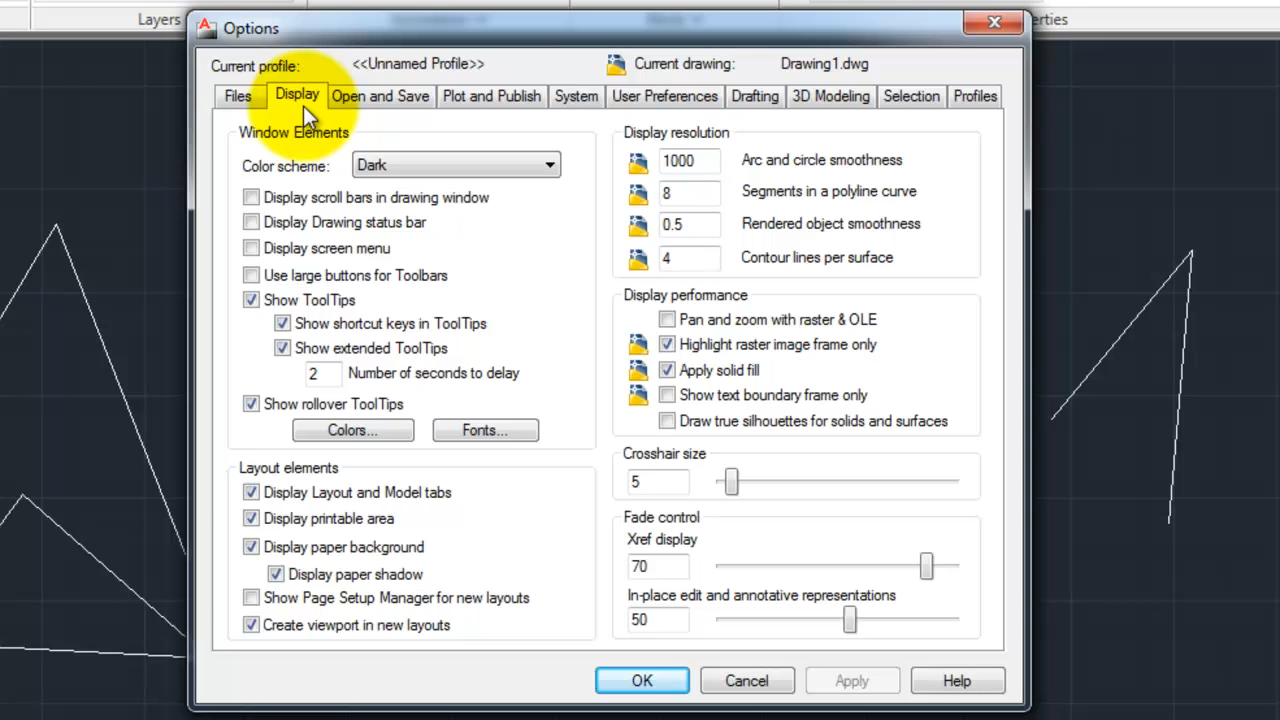 Layers
erties
Options
Current profile: <<Unnamed Profile>> Current drawing: Drawing1.dwg
Files Display Open and Save Plot and Publish System User Preferences Drafting 3D Modeling Selection Profiles
Window Elements
Color scheme: Dark
Display scroll bars in drawing window
Display Drawing status bar
Display screen menu
Use large buttons for Toolbars
Show ToolTips
Show shortcut keys in ToolTips
Show extended ToolTips
2 Number of seconds to delay
Show rollover ToolTips
Colors... Fonts...
Layout elements
Display Layout and Model tabs
Display printable area
Display paper background
Display paper shadow
Show Page Setup Manager for new layouts
Create viewport in new layouts
Display resolution
1000 Arc and circle smoothness
8 Segments in a polyline curve
0.5 Rendered object smoothness
4 Contour lines per surface
Display performance
Pan and zoom with raster & OLE
Highlight raster image frame only
Apply solid fill
Show text boundary frame only
Draw true silhouettes for solids and surfaces
Crosshair size
5
Fade control
Xref display
70
In-place edit and annotative representations
50
OK Cancel Apply Help